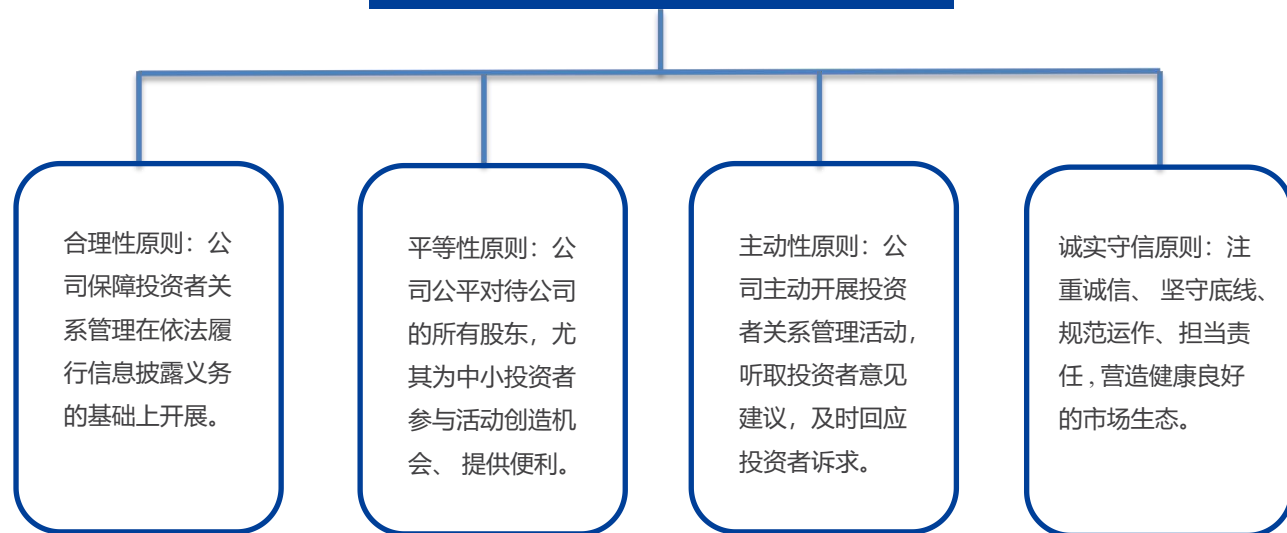 合理性原则：公
司保障投资者关
系管理在依法履
行信息披露义务
的基础上开展。
平等性原则：公
司公平对待公司
的所有股东，尤
其为中小投资者
参与活动创造机
会、 提供便利。
主动性原则：公
司主动开展投资
者关系管理活动，
听取投资者意见
建议，及时回应
投资者诉求。
诚实守信原则：注
重诚信、 坚守底线、
规范运作、担当责
任 , 营造健康良好
的市场生态。